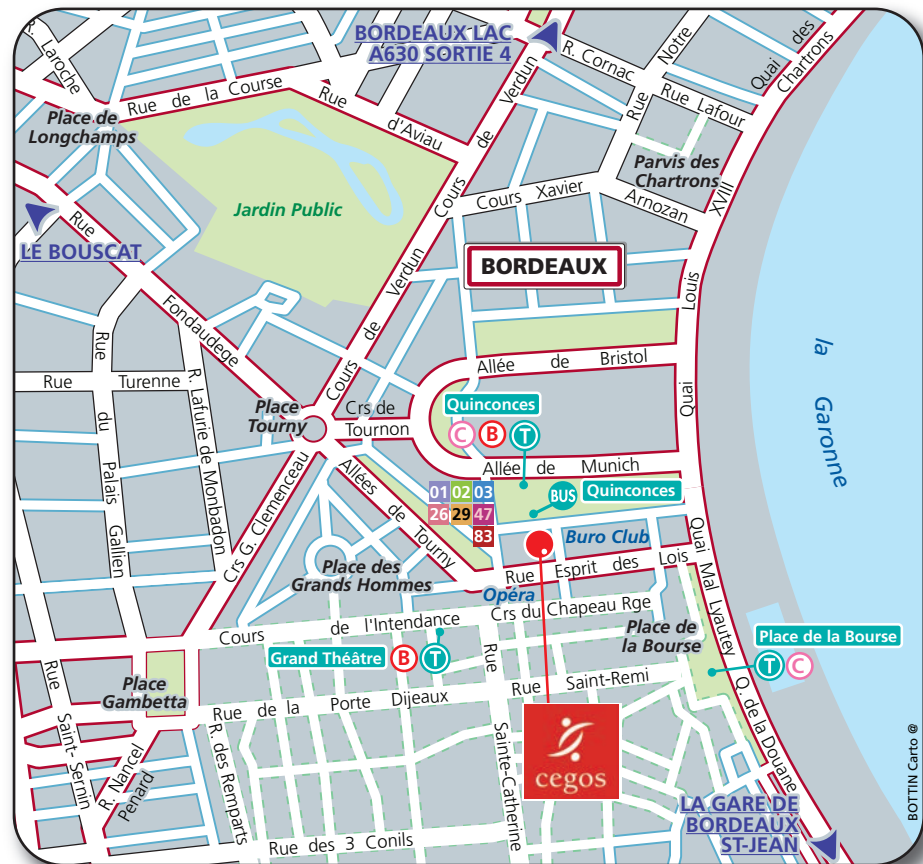 BORDEAUX LAC
A630 SORTIE 4
R. Laroche
R. Cornac
Rue Notre
Quai des
Chartrons
Rue de la Course
Rue
d'Aviau
Cours de Verdun
Rue Lafour
Place de
Longchamps
Parvis des
Chartrons
Cours Xavier
Arnozan
XVIII
Jardin Public
LE BOUSCAT
Rue
Fondaudege
BORDEAUX
Cours de Verdun
Louis
Quai
la Garonne
Allée de Bristol
Rue Turenne
Rue du Palais Gallien
R. Lafurie de Monbadon
Place
Tourny
Crs de
Tournon
Quinconces
C B T
Allée de Munich
01 02 03
26 29 47
83
BUS Quinconces
Crs G. Clemenceau
Allées de Tourny
Buro Club
Quai Mal Lyautey
Place des
Grands Hommes
Rue Esprit des Lois
Opéra
Cours de l'Intendance
Crs du Chapeau Rge
Place de
la Bourse
Place de la Bourse
T C
Grand Théâtre B T
Rue
Sainte-Catherine
Place
Gambetta
Rue de la Porte Dijeaux
Rue Saint-Remi
Q. de la Douane
Rue
Saint- Sernin
R. Nancel
Penard
R. des Remparts
cegos
Rue des 3 Conils
LA GARE DE
BORDEAUX
ST-JEAN
BOTTIN Carto @